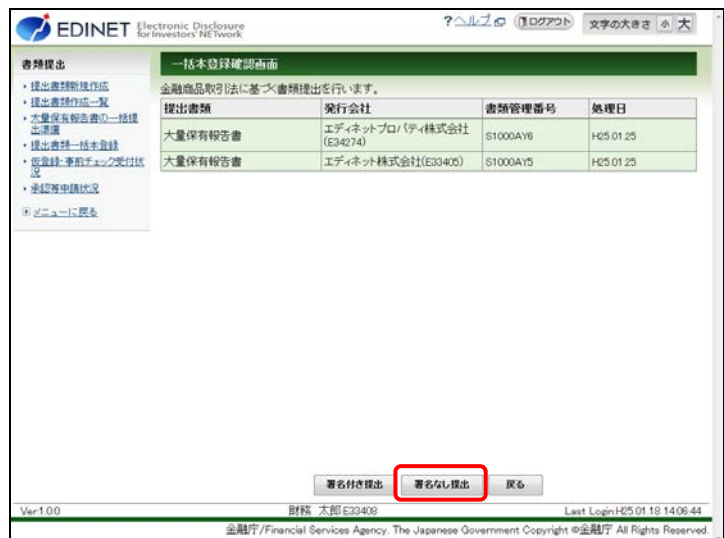 EDINET Electronic Disclosure
for Investors' NETwork
?ヘルプ ログアウト 文字の大きさ 小 大
書類提出
・提出書類新規作成
・提出書類作成一覧
・大量保有報告書の一括提
出準備
・提出書類一括本登録
・仮登録・事前チェック受付状
況
・承認等申請状況
メニューに戻る
一括本登録確認画面
金融商品取引法に基づく書類提出を行います。
提出書類 発行会社 書類管理番号 処理日
大量保有報告書 エディネットプロパティ株式会社
(E34274) S1000AY6 H25.01.25
大量保有報告書 エディネット株式会社(E33405) S1000AY5 H25.01.25
署名付き提出 署名なし提出 戻る
Ver.1.0.0 財務 太郎 E33408 Last Login:H25.01.18 14:06:44
金融庁/Financial Services Agency. The Japanese Government Copyright ©金融庁 All Rights Reserved.